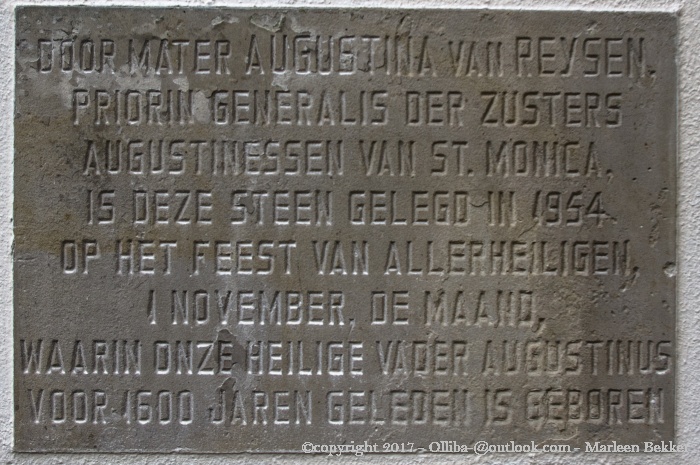 DOOR MATER AUGUSTINA VAN REYSEN,
PRIORIN GENERALIS DER ZUSTERS
AUGUSTINESSEN VAN ST. MONICA,
IS DEZE STEEN GELEGD IN 1954
OP HET FEEST VAN ALLERHEILIGEN,
1 NOVEMBER, DE MAAND,
WAARIN ONZE HEILIGE VADER AUGUSTINUS
VOOR 1600 JAREN GELEDEN IS GEBOREN
©copyright 2017 - Olliba-@outlook.com - Marleen Bekker